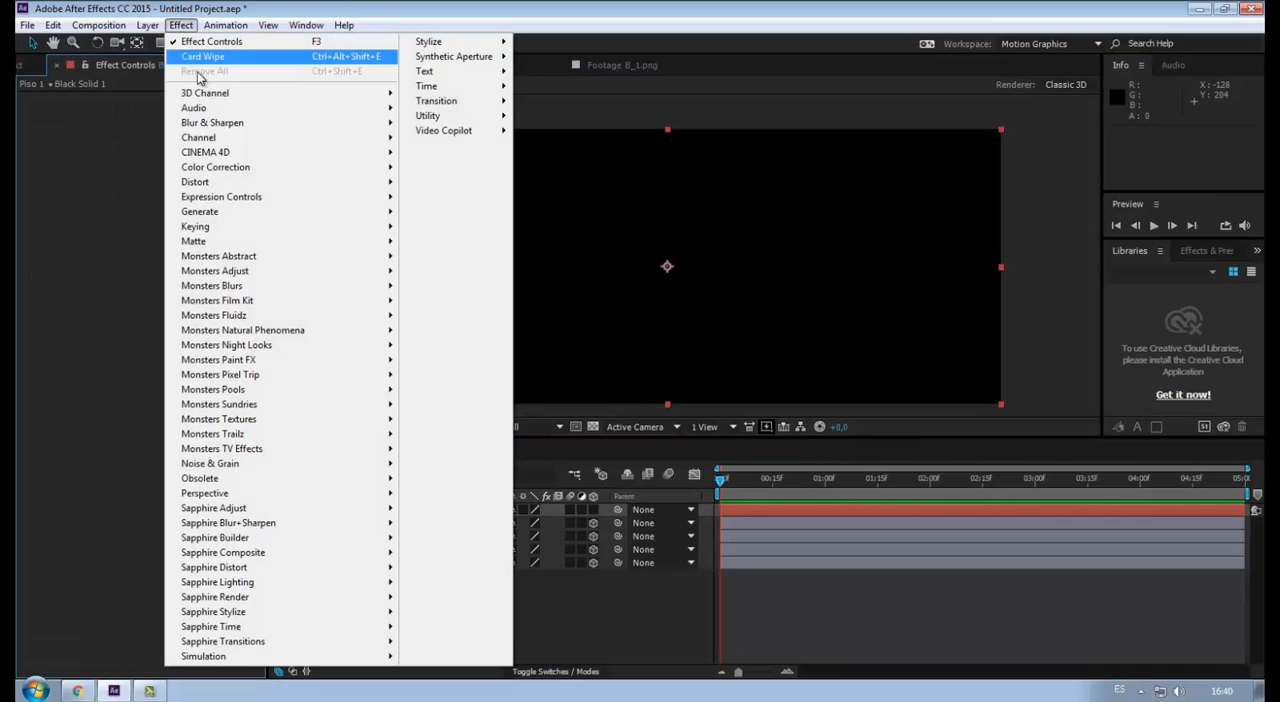 Adobe After Effects CC 2015 - Untitled Project.aep *
File Edit Composition Layer Effect Animation View Window Help
Workspace: Motion Graphics
Search Help
Effect Controls
Piso 1 • Black Solid 1
Effect Controls F3
Card Wipe Ctrl+Alt+Shift+E
Remove All Ctrl+Shift+E
3D Channel
Audio
Blur & Sharpen
Channel
CINEMA 4D
Color Correction
Distort
Expression Controls
Generate
Keying
Matte
Monsters Abstract
Monsters Adjust
Monsters Blurs
Monsters Film Kit
Monsters Fluidz
Monsters Natural Phenomena
Monsters Night Looks
Monsters Paint FX
Monsters Pixel Trip
Monsters Pools
Monsters Sundries
Monsters Textures
Monsters Trailz
Monsters TV Effects
Noise & Grain
Obsolete
Perspective
Sapphire Adjust
Sapphire Blur+Sharpen
Sapphire Builder
Sapphire Composite
Sapphire Distort
Sapphire Lighting
Sapphire Render
Sapphire Stylize
Sapphire Time
Sapphire Transitions
Simulation
Stylize
Synthetic Aperture
Text
Time
Transition
Utility
Video Copilot
Footage B_1.png
Renderer: Classic 3D
Active Camera 1 View +0,0
Info Audio
R: X: -128
G: Y: 204
B:
A: 0
Preview
Libraries Effects & Pre
To use Creative Cloud Libraries,
please install the Creative Cloud
Application
Get it now!
00:15f 01:00f 01:15f 02:00f 02:15f 03:00f 03:15f 04:00f 04:15f 05:00
Parent
None
None
None
None
None
Toggle Switches / Modes
Ae
ES 16:40